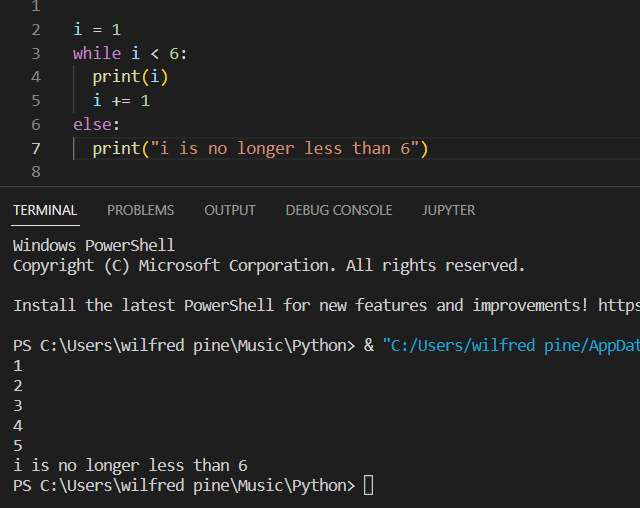 1
2 i = 1
3 while i < 6:
4   print(i)
5   i += 1
6 else:
7   print("i is no longer less than 6")
8
TERMINAL PROBLEMS OUTPUT DEBUG CONSOLE JUPYTER
Windows PowerShell
Copyright (C) Microsoft Corporation. All rights reserved.
Install the latest PowerShell for new features and improvements! https
PS C:\Users\wilfred pine\Music\Python> & "C:/Users/wilfred pine/AppDat
1
2
3
4
5
i is no longer less than 6
PS C:\Users\wilfred pine\Music\Python>